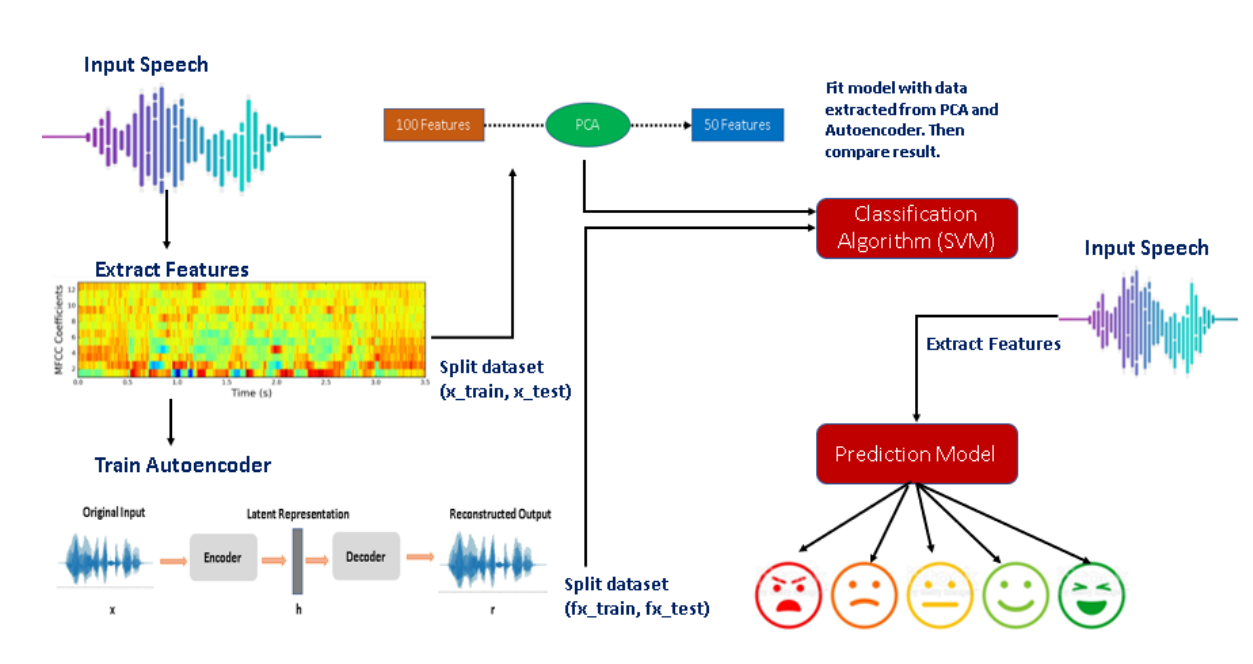 Input Speech
Extract Features
MFCC Coefficients
12
10
8
6
4
2
0.0 0.5 1.0 1.5 2.0 2.5 3.0 3.5
Time (s)
Split dataset
(x_train, x_test)
100 Features
PCA
50 Features
Train Autoencoder
Original Input
Latent Representation
Reconstructed Output
Encoder
Decoder
x
h
r
Split dataset
(fx_train, fx_test)
Fit model with data
extracted from PCA and
Autoencoder. Then
compare result.
Classification
Algorithm (SVM)
Input Speech
Extract Features
Prediction Model